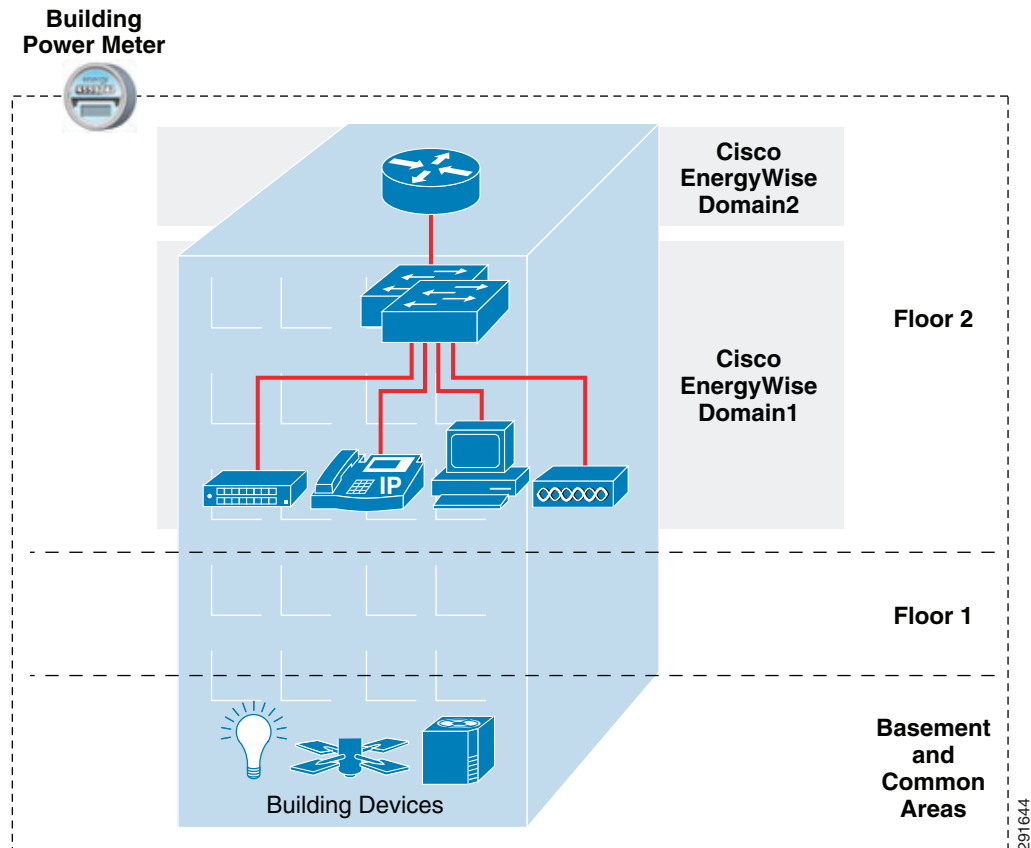 Building
Power Meter
energy
Cisco
EnergyWise
Domain2
Floor 2
Cisco
EnergyWise
Domain1
IP
Floor 1
Basement
and
Common
Areas
Building Devices
291644